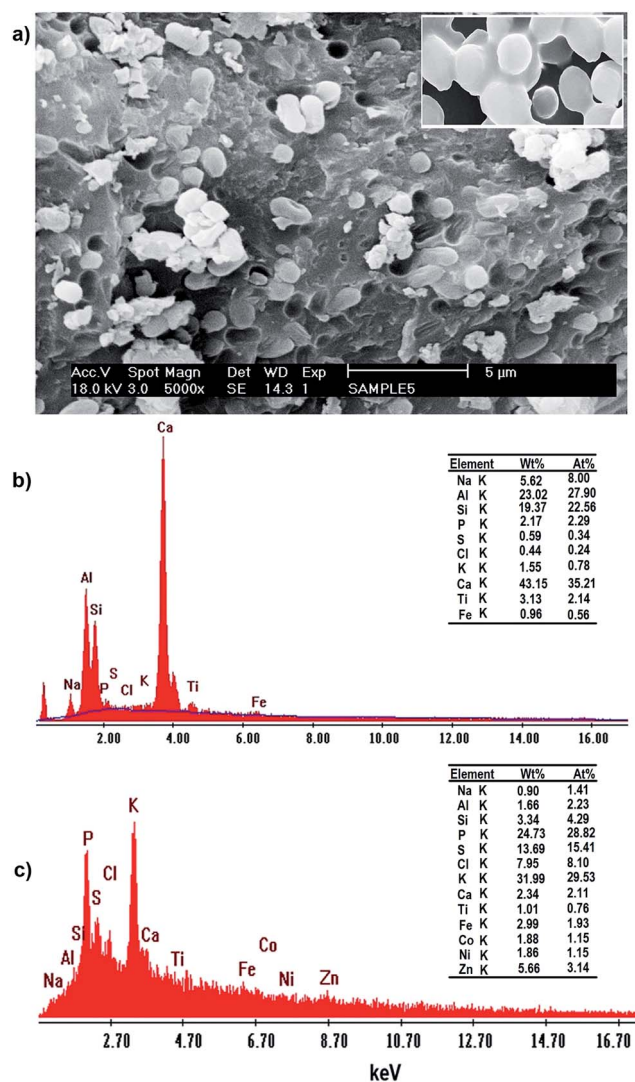 a)
Acc.V Spot Magn Det WD Exp 5 µm
18.0 kV 3.0 5000x SE 14.3 1 SAMPLE5
b)
Ca
Al
Si
Na
P
S
Cl
K
Ti
Fe
2.00 4.00 6.00 8.00 10.00 12.00 14.00 16.00
Element Wt% At%
Na K 5.62 8.00
Al K 23.02 27.90
Si K 19.37 22.56
P K 2.17 2.29
S K 0.59 0.34
Cl K 0.44 0.24
K K 1.55 0.78
Ca K 43.15 35.21
Ti K 3.13 2.14
Fe K 0.96 0.56
c)
Na
Al
Si
P
S
Cl
K
Ca
Ti
Fe
Co
Ni
Zn
2.70 4.70 6.70 8.70 10.70 12.70 14.70 16.70
keV
Element Wt% At%
Na K 0.90 1.41
Al K 1.66 2.23
Si K 3.34 4.29
P K 24.73 28.82
S K 13.69 15.41
Cl K 7.95 8.10
K K 31.99 29.53
Ca K 2.34 2.11
Ti K 1.01 0.76
Fe K 2.99 1.93
Co K 1.88 1.15
Ni K 1.86 1.15
Zn K 5.66 3.14